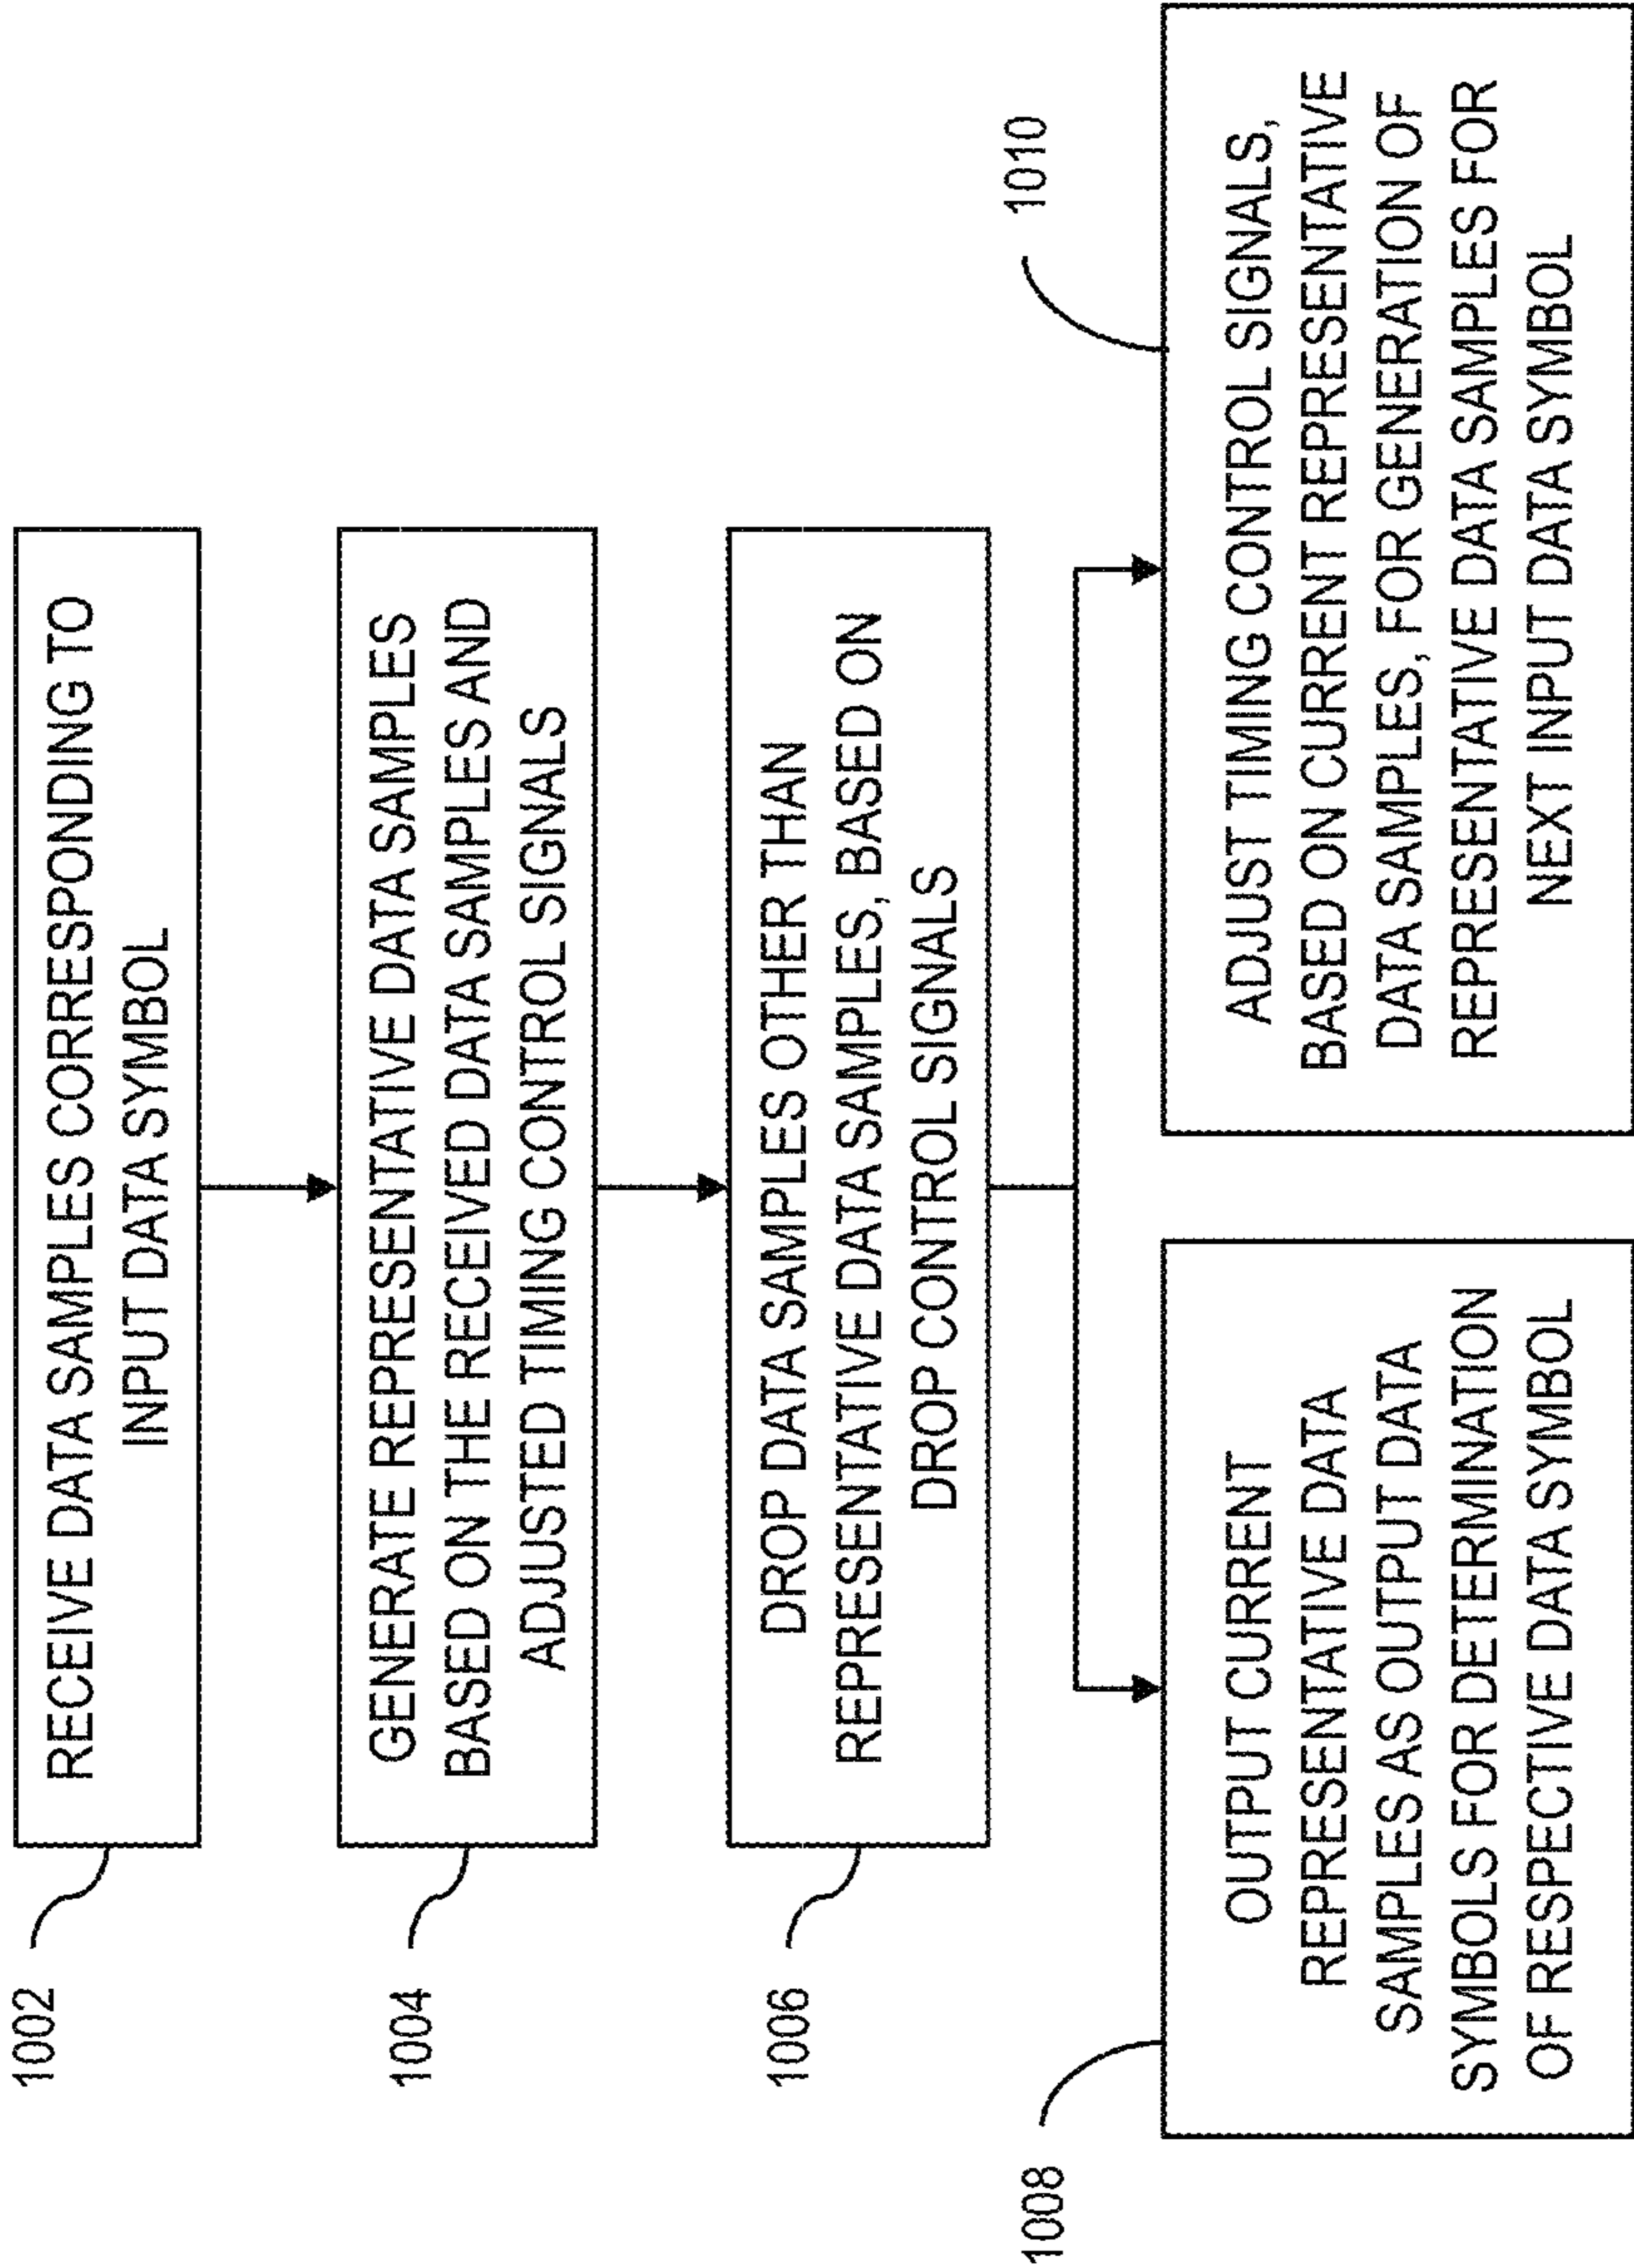 1002
RECEIVE DATA SAMPLES CORRESPONDING TO
INPUT DATA SYMBOL
1004
GENERATE REPRESENTATIVE DATA SAMPLES
BASED ON THE RECEIVED DATA SAMPLES AND
ADJUSTED TIMING CONTROL SIGNALS
1006
DROP DATA SAMPLES OTHER THAN
REPRESENTATIVE DATA SAMPLES, BASED ON
DROP CONTROL SIGNALS
1008
OUTPUT CURRENT
REPRESENTATIVE DATA
SAMPLES AS OUTPUT DATA
SYMBOLS FOR DETERMINATION
OF RESPECTIVE DATA SYMBOL
1010
ADJUST TIMING CONTROL SIGNALS,
BASED ON CURRENT REPRESENTATIVE
DATA SAMPLES, FOR GENERATION OF
REPRESENTATIVE DATA SAMPLES FOR
NEXT INPUT DATA SYMBOL